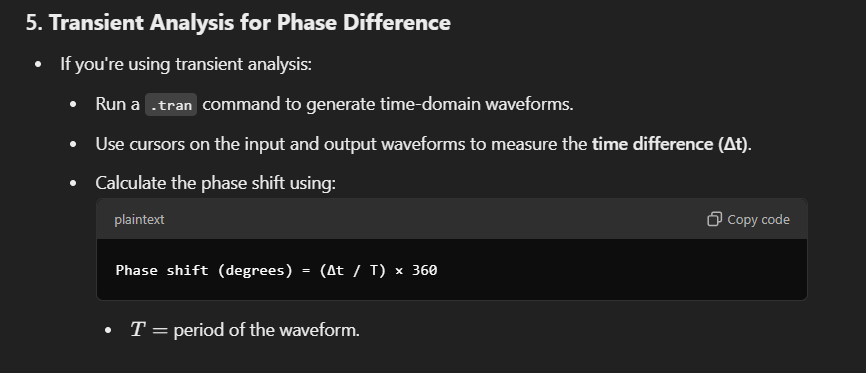 5. Transient Analysis for Phase Difference
• If you're using transient analysis:
• Run a .tran command to generate time-domain waveforms.
• Use cursors on the input and output waveforms to measure the time difference (Δt).
• Calculate the phase shift using:
plaintext Copy code
Phase shift (degrees) = (Δt / T) × 360
• T = period of the waveform.